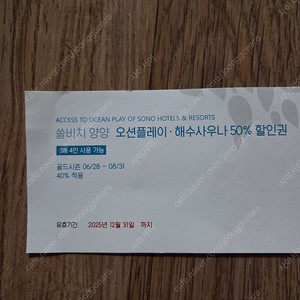 ACCESS TO OCEAN PLAY OF SONO HOTELS & RESORTS
쏠비치 양양 오션플레이·해수사우나 50% 할인권
1매 4인 사용 가능
골드시즌 06/28 ~ 08/31
40% 적용
유효기간 2025년 12월 31일 까지